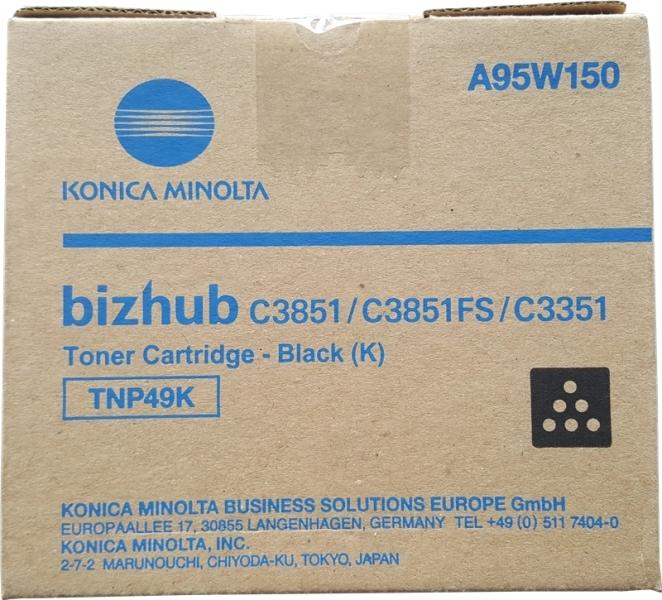 A95W150
KONICA MINOLTA
bizhub C3851/C3851FS/C3351
Toner Cartridge - Black (K)
TNP49K
KONICA MINOLTA BUSINESS SOLUTIONS EUROPE GmbH
EUROPAALLEE 17, 30855 LANGENHAGEN, GERMANY TEL +49 (0) 511 7404-0
KONICA MINOLTA, INC.
2-7-2 MARUNOUCHI, CHIYODA-KU, TOKYO, JAPAN